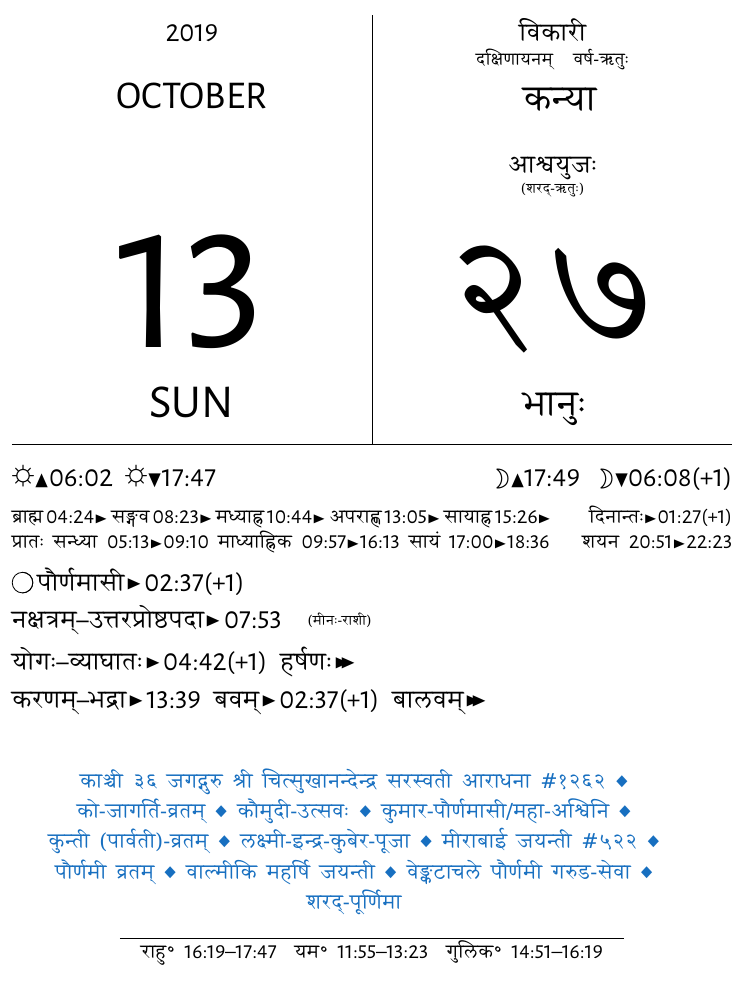 2019
OCTOBER
13
SUN
विकारी
दक्षिणायनम् वर्ष-ऋतुः
कन्या
आश्वयुजः
(शरद्-ऋतुः)
२७
भानुः
☼▲06:02 ☼▼17:47 ☽▲17:49 ☽▼06:08(+1)
ब्राह्म 04:24► सङ्गव 08:23► मध्याह्न 10:44► अपराह्ण 13:05► सायाह्न 15:26► दिनान्तः►01:27(+1)
प्रातः सन्ध्या 05:13►09:10 माध्याह्निक 09:57►16:13 सायं 17:00►18:36 शयन 20:51►22:23
○पौर्णमासी►02:37(+1)
नक्षत्रम्–उत्तरप्रोष्ठपदा►07:53 (मीनः-राशी)
योगः–व्याघातः►04:42(+1) हर्षणः►►
करणम्–भद्रा►13:39 बवम्►02:37(+1) बालवम्►►
काञ्ची ३६ जगद्गुरु श्री चित्सुखानन्देन्द्र सरस्वती आराधना #१२६२ ◆
को-जागर्ति-व्रतम् ◆ कौमुदी-उत्सवः ◆ कुमार-पौर्णमासी/महा-अश्विनि ◆
कुन्ती (पार्वती)-व्रतम् ◆ लक्ष्मी-इन्द्र-कुबेर-पूजा ◆ मीराबाई जयन्ती #५२२ ◆
पौर्णमी व्रतम् ◆ वाल्मीकि महर्षि जयन्ती ◆ वेङ्कटाचले पौर्णमी गरुड-सेवा ◆
शरद्-पूर्णिमा
राहु° 16:19–17:47 यम° 11:55–13:23 गुलिक° 14:51–16:19